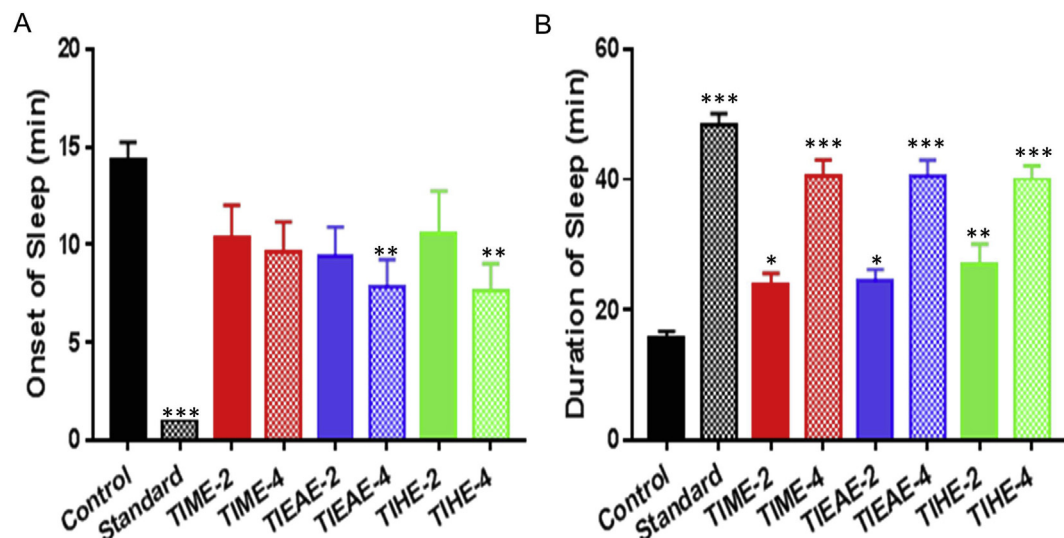 A
Onset of Sleep (min)
20
15
10
5
0
***
**
**
Control
Standard
TIME-2
TIME-4
TIEAE-2
TIEAE-4
TIHE-2
TIHE-4
B
Duration of Sleep (min)
60
40
20
0
***
*
***
*
***
**
***
Control
Standard
TIME-2
TIME-4
TIEAE-2
TIEAE-4
TIHE-2
TIHE-4